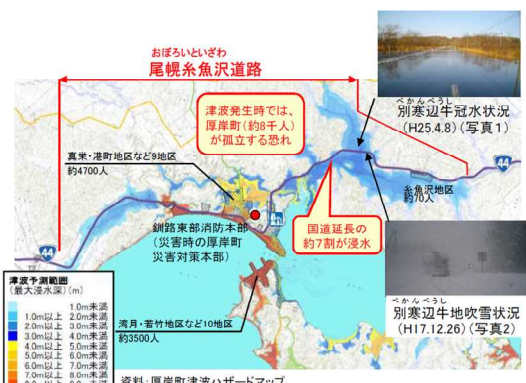 おぼろいといざわ
尾幌糸魚沢道路
津波発生時では、
厚岸町(約8千人)
が孤立する恐れ
べかんべうし
別寒辺牛冠水状況
(H25.4.8)(写真1)
真栄・港町地区など9地区
約4700人
44
糸魚沢地区
約70人
釧路東部消防本部
(災害時の厚岸町
災害対策本部)
国道延長の
約7割が浸水
44
べかんべうし
別寒辺牛地吹雪状況
(H17.12.26)(写真2)
津波予測範囲
(最大浸水深)(m)
1.0m未満
1.0m以上 2.0m未満
2.0m以上 3.0m未満
3.0m以上 4.0m未満
4.0m以上 5.0m未満
5.0m以上 6.0m未満
6.0m以上 7.0m未満
7.0m以上 8.0m未満
湾月・若竹地区など10地区
約3500人
資料:厚岸町津波ハザードマップ